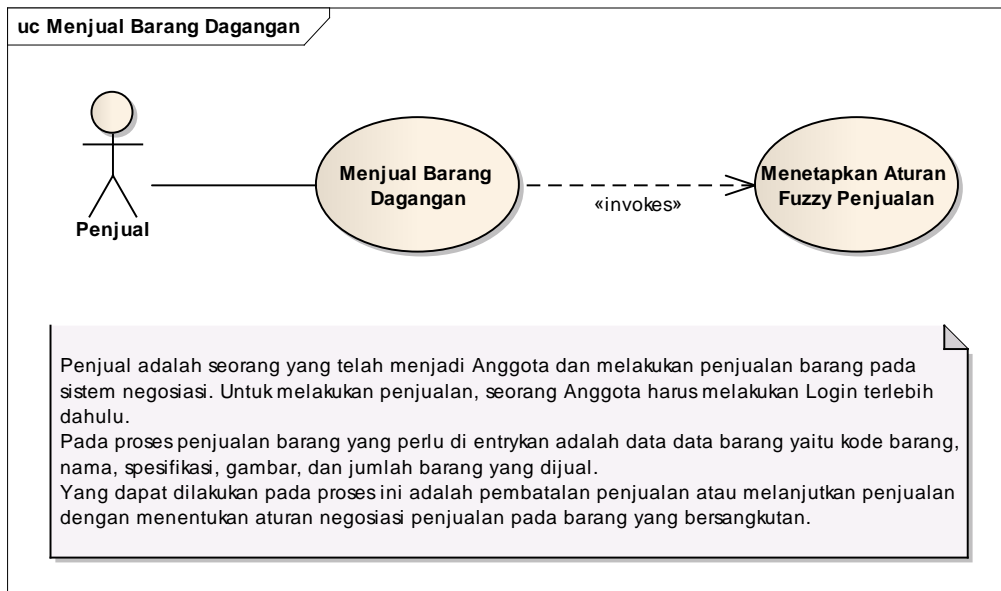 uc Menjual Barang Dagangan
Penjual
Menjual Barang
Dagangan
«invokes»
Menetapkan Aturan
Fuzzy Penjualan
Penjual adalah seorang yang telah menjadi Anggota dan melakukan penjualan barang pada
sistem negosiasi. Untuk melakukan penjualan, seorang Anggota harus melakukan Login terlebih
dahulu.
Pada proses penjualan barang yang perlu di entrykan adalah data data barang yaitu kode barang,
nama, spesifikasi, gambar, dan jumlah barang yang dijual.
Yang dapat dilakukan pada proses ini adalah pembatalan penjualan atau melanjutkan penjualan
dengan menentukan aturan negosiasi penjualan pada barang yang bersangkutan.